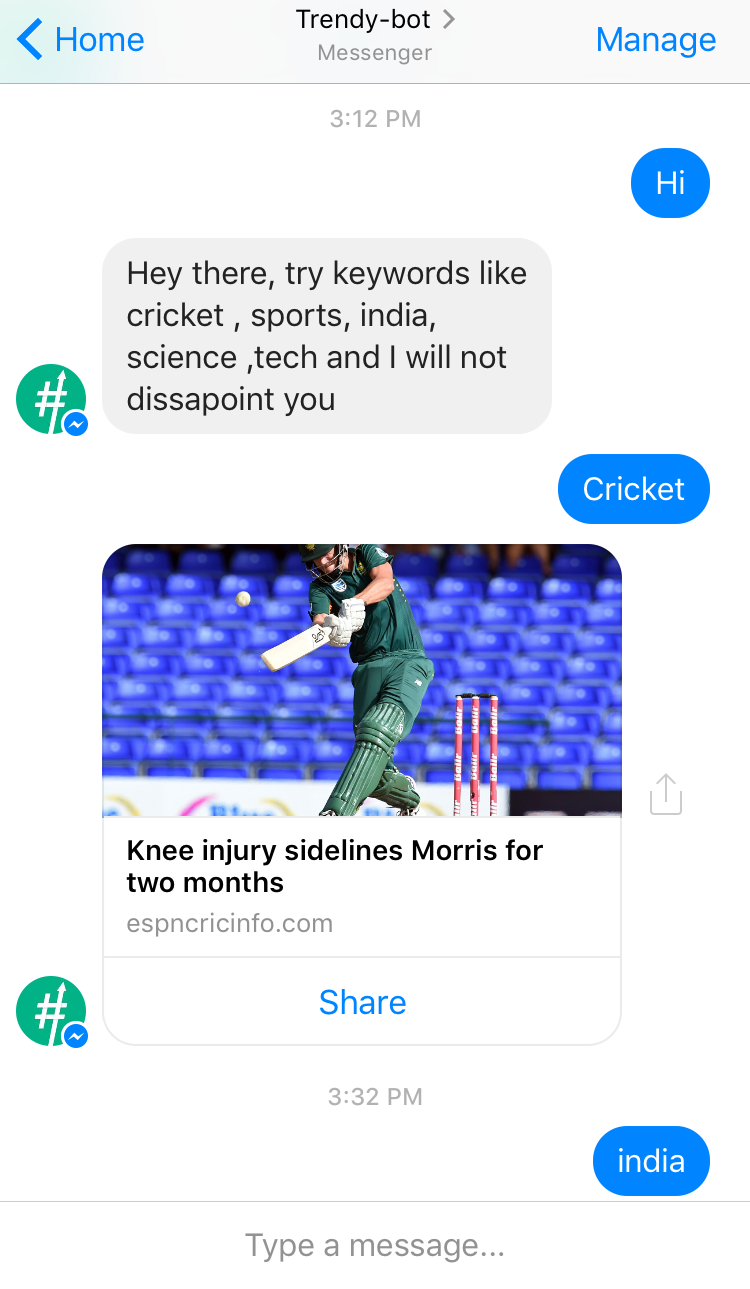 Home
Trendy-bot
Messenger
Manage
3:12 PM
Hi
Hey there, try keywords like
cricket , sports, india,
science ,tech and I will not
dissapoint you
Cricket
Knee injury sidelines Morris for
two months
espncricinfo.com
Share
3:32 PM
india
Type a message...